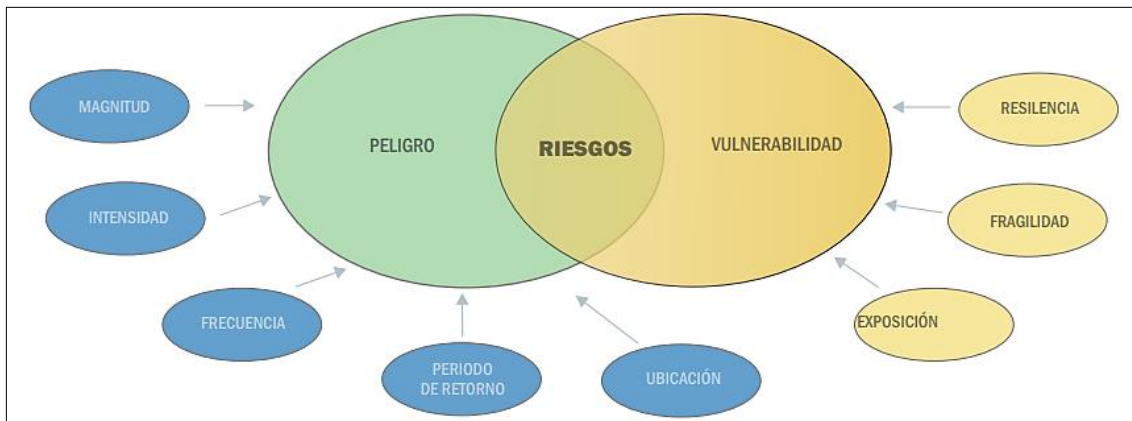 MAGNITUD
INTENSIDAD
FRECUENCIA
PERIODO
DE RETORNO
UBICACIÓN
PELIGRO
RIESGOS
VULNERABILIDAD
RESILENCIA
FRAGILIDAD
EXPOSICIÓN